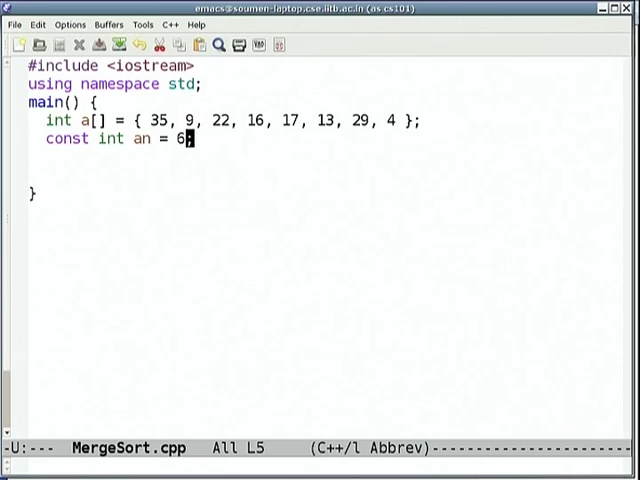 emacs@soumen-laptop.cse.iitb.ac.in (as cs101)
File Edit Options Buffers Tools C++ Help
#include <iostream>
using namespace std;
main() {
int a[] = { 35, 9, 22, 16, 17, 13, 29, 4 };
const int an = 6;
}
-U:--- MergeSort.cpp All L5 (C++/l Abbrev)-----------------------